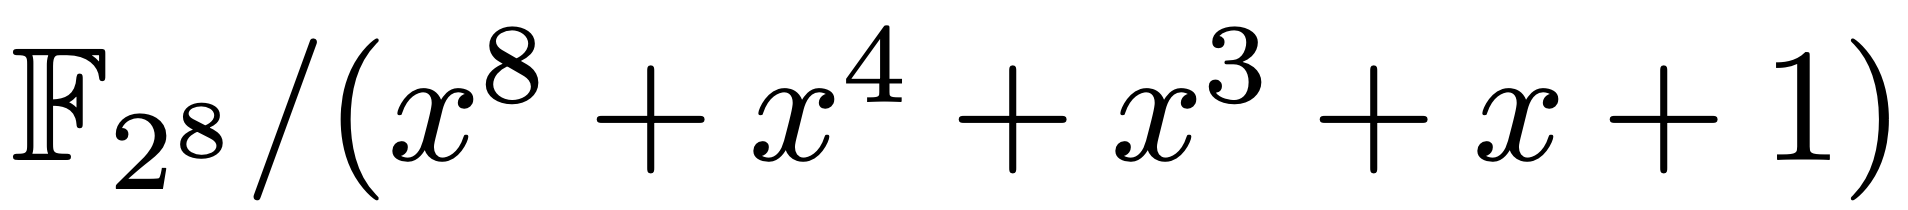 𝔽_{2^8}/(x^8 + x^4 + x^3 + x + 1)